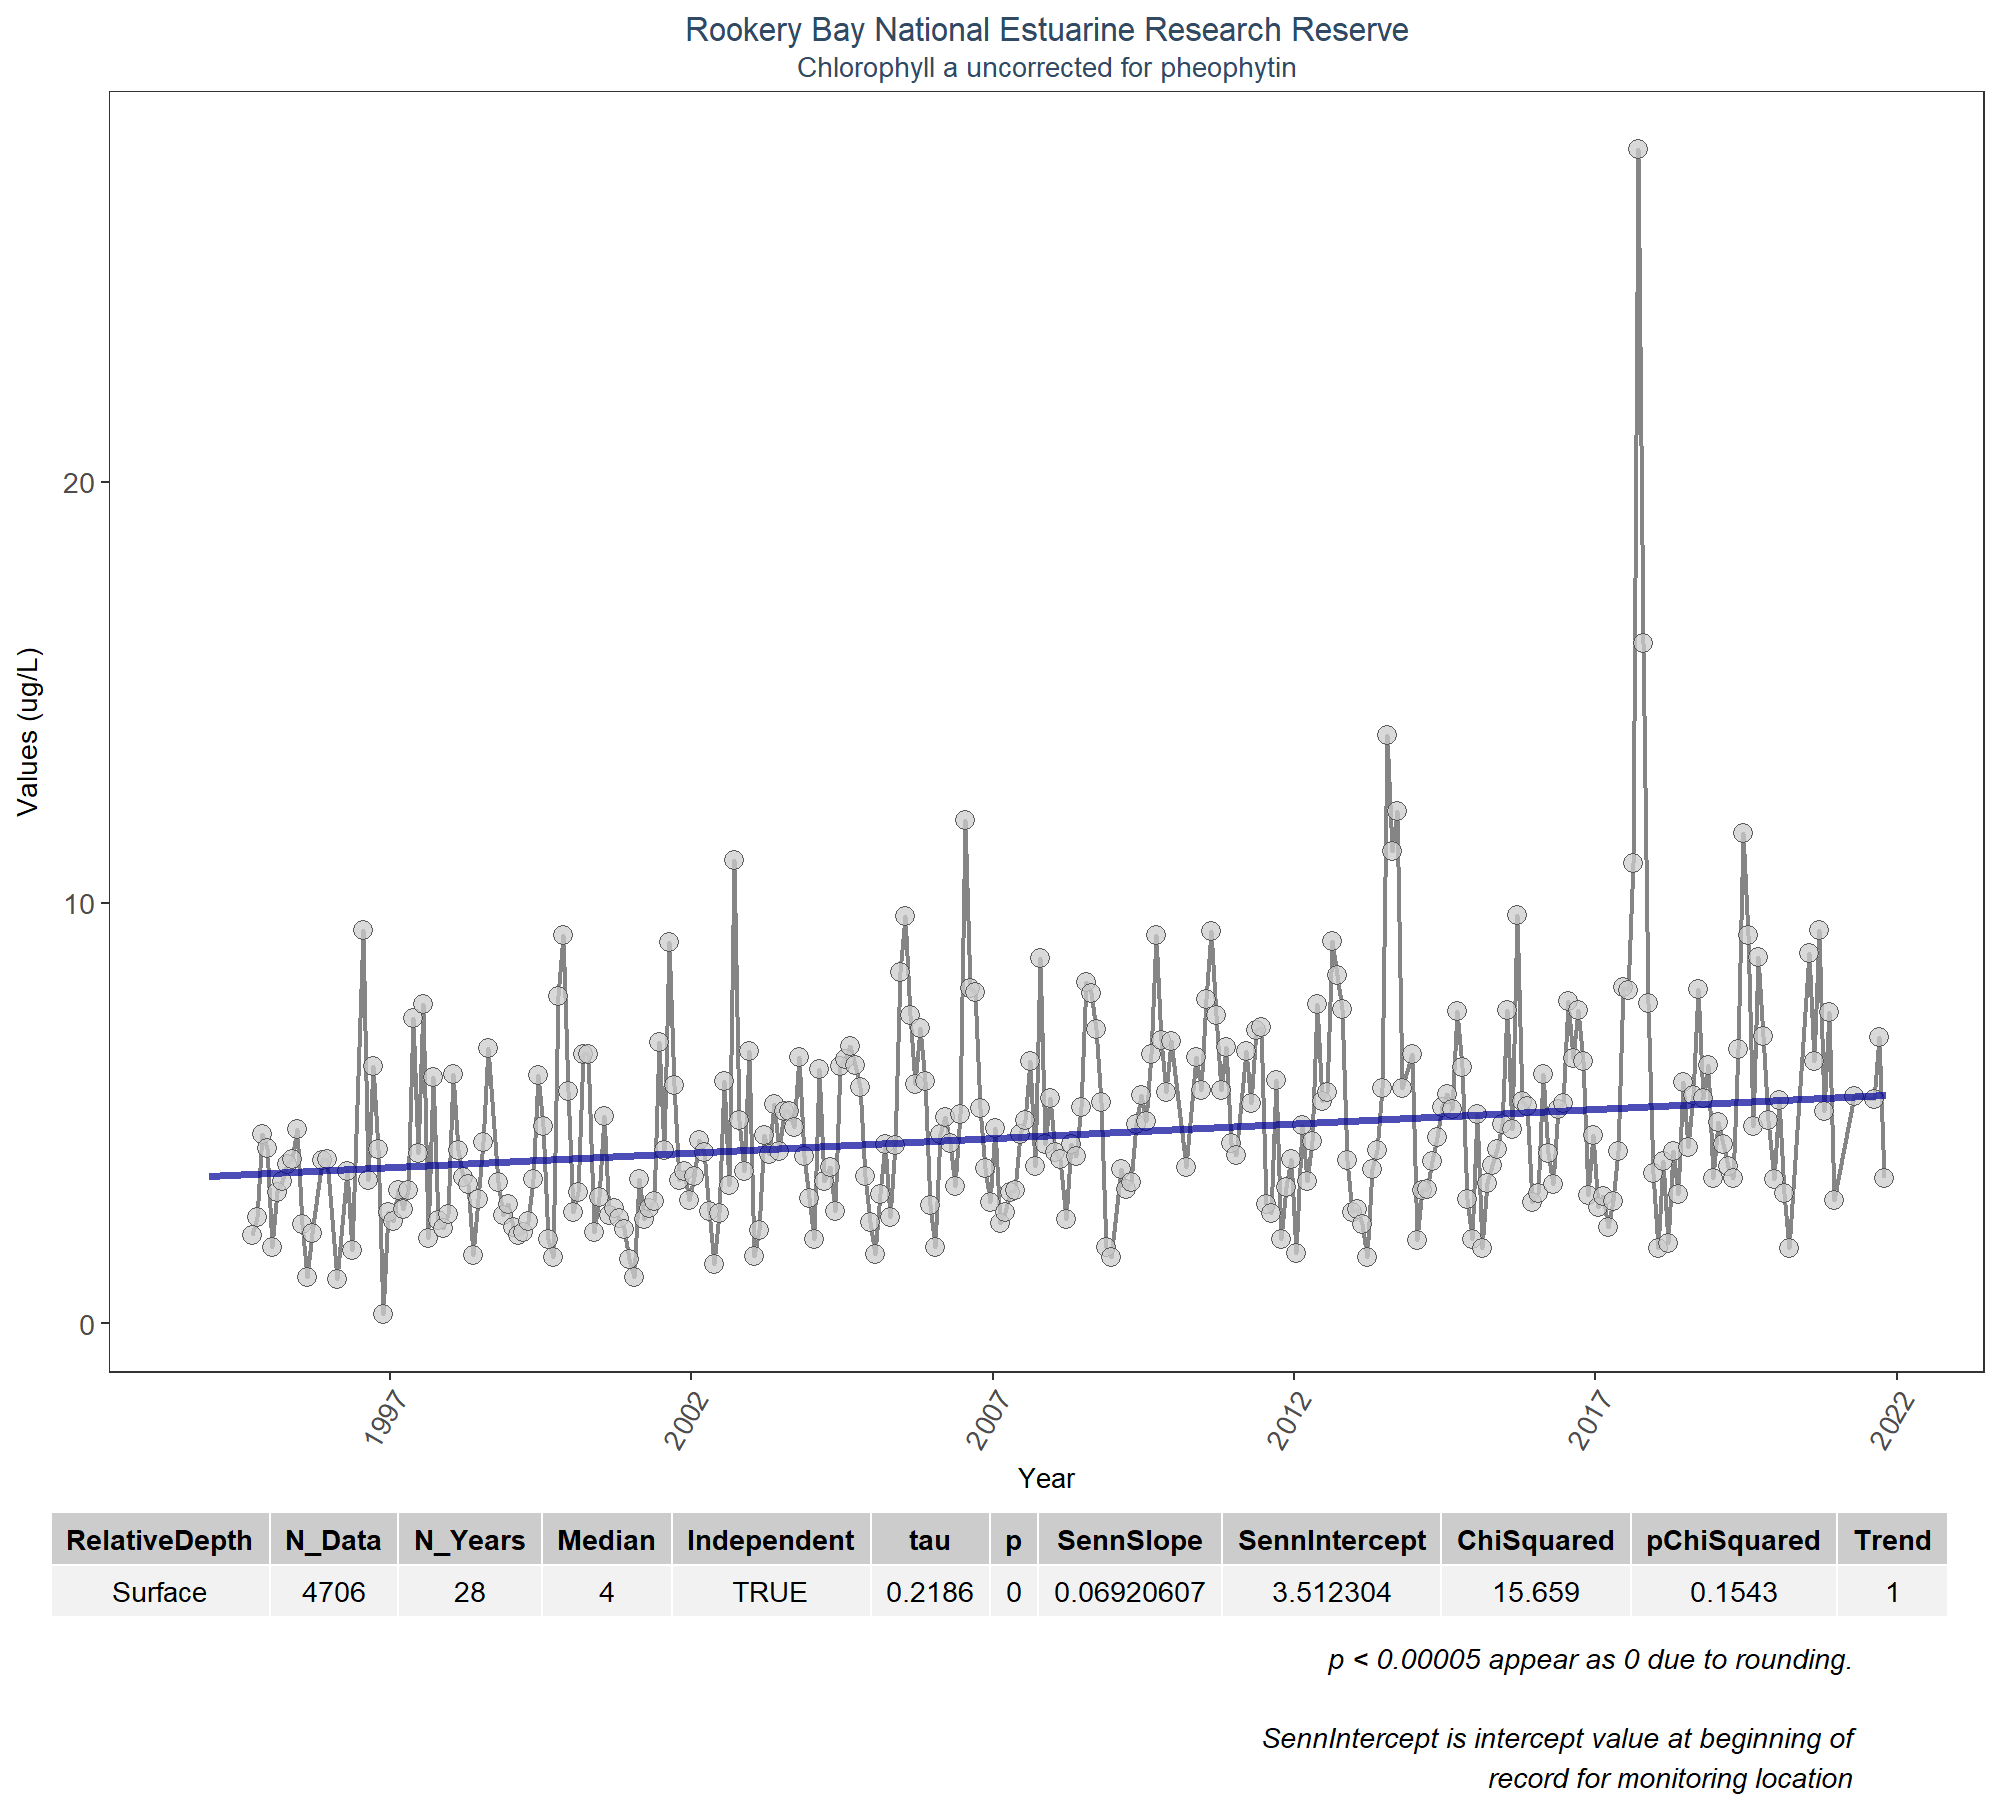 Rookery Bay National Estuarine Research Reserve
Chlorophyll a uncorrected for pheophytin
Values (ug/L)
20
10
0
1997
2002
2007
2012
2017
2022
Year
RelativeDepth N_Data N_Years Median Independent tau p SennSlope SennIntercept ChiSquared pChiSquared Trend
Surface 4706 28 4 TRUE 0.2186 0 0.06920607 3.512304 15.659 0.1543 1
p < 0.00005 appear as 0 due to rounding.
SennIntercept is intercept value at beginning of
record for monitoring location